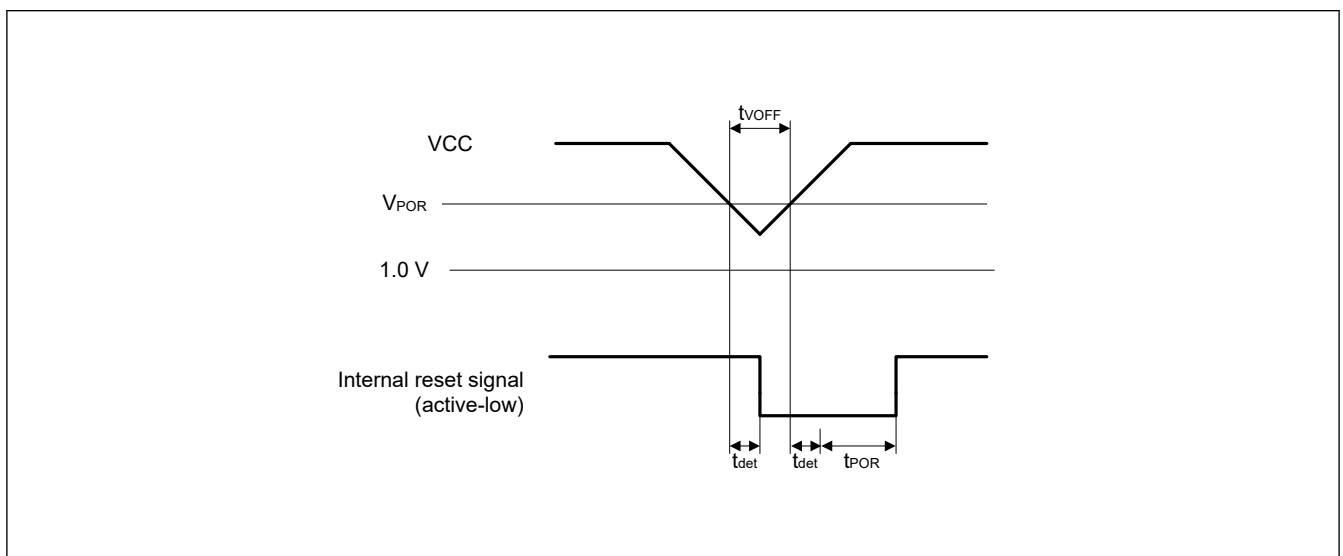 tVOFF
VCC
VPOR
1.0 V
Internal reset signal
(active-low)
tdet
tdet
tPOR